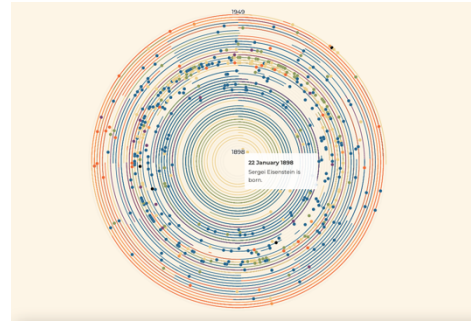 1949
1898
22 January 1898
Sergei Eisenstein is
born.